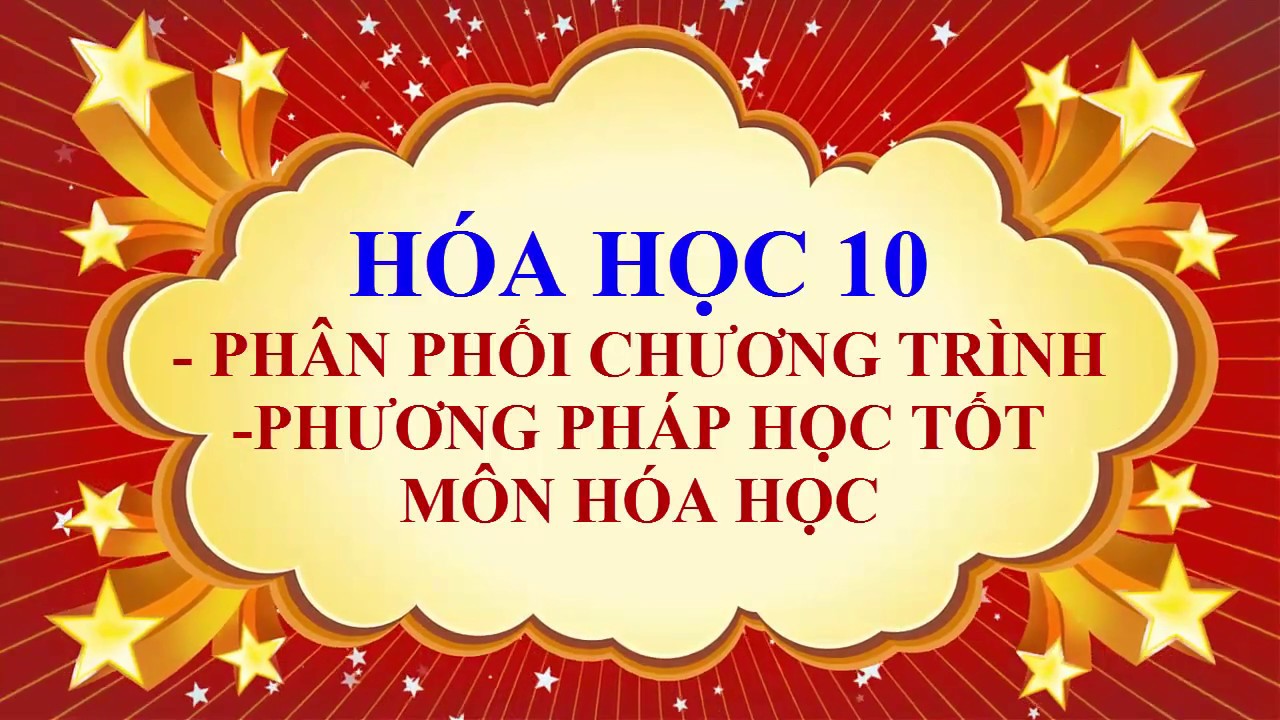 HÓA HỌC 10
- PHÂN PHỐI CHƯƠNG TRÌNH
-PHƯƠNG PHÁP HỌC TỐT
MÔN HÓA HỌC